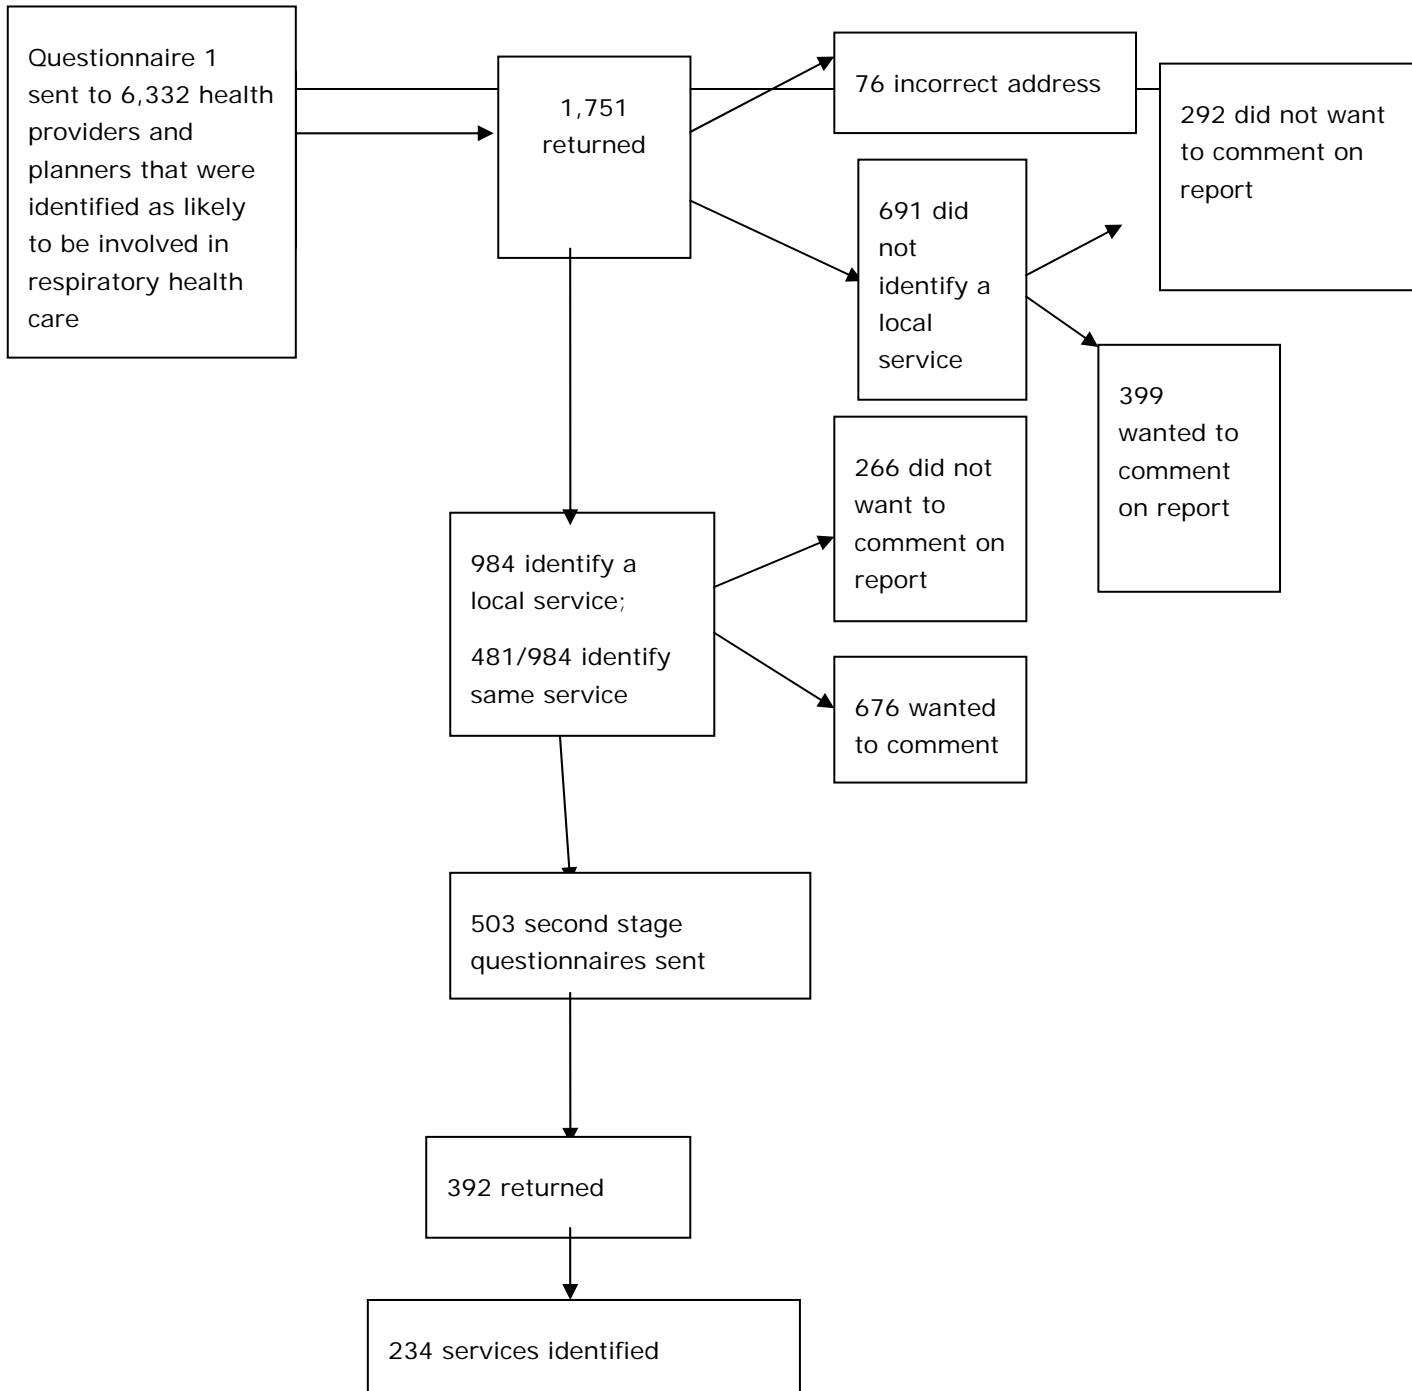 Questionnaire 1
sent to 6,332 health
providers and
planners that were
identified as likely
to be involved in
respiratory health
care
1,751
returned
76 incorrect address
292 did not want
to comment on
report
691 did
not
identify a
local
service
399
wanted to
comment
on report
266 did not
want to
comment on
report
984 identify a
local service;
481/984 identify
same service
676 wanted
to comment
503 second stage
questionnaires sent
392 returned
234 services identified